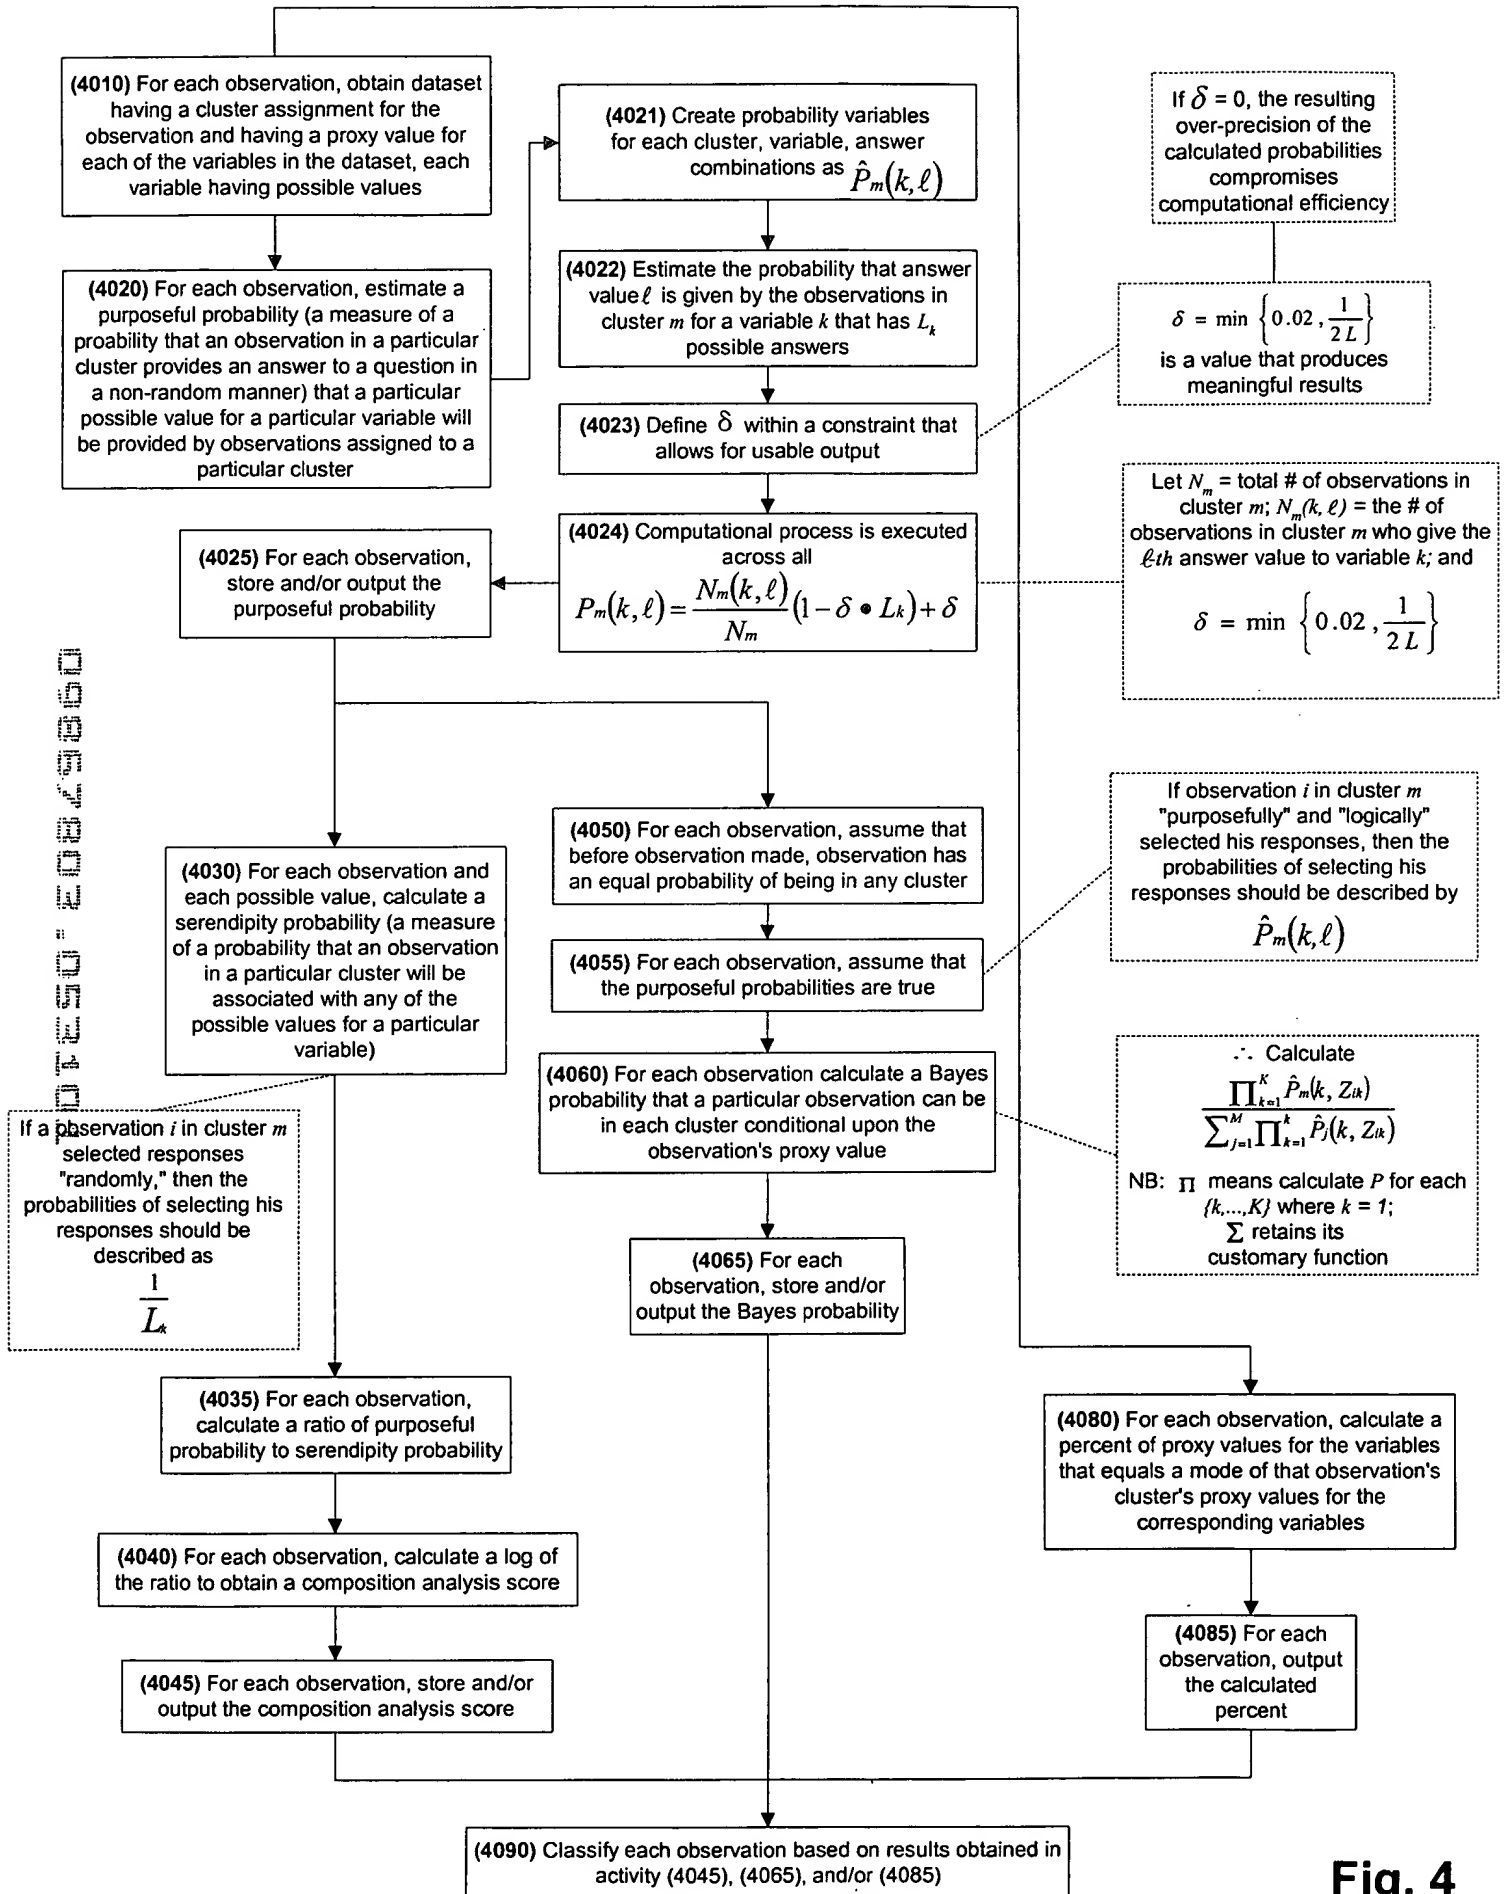 (4010) For each observation, obtain dataset
having a cluster assignment for the
observation and having a proxy value for
each of the variables in the dataset, each
variable having possible values
(4020) For each observation, estimate a
purposeful probability (a measure of a
proability that an observation in a particular
cluster provides an answer to a question in
a non-random manner) that a particular
possible value for a particular variable will
be provided by observations assigned to a
particular cluster
(4021) Create probability variables
for each cluster, variable, answer
combinations as P̂m(k,ℓ)
(4022) Estimate the probability that answer
value ℓ is given by the observations in
cluster m for a variable k that has Lk
possible answers
(4023) Define δ within a constraint that
allows for usable output
(4024) Computational process is executed
across all
Pm(k,ℓ) = Nm(k,ℓ)/Nm (1 − δ • Lk) + δ
(4025) For each observation,
store and/or output the
purposeful probability
If δ = 0, the resulting
over-precision of the
calculated probabilities
compromises
computational efficiency
δ = min {0.02, 1/2L}
is a value that produces
meaningful results
Let Nm = total # of observations in
cluster m; Nm(k, ℓ) = the # of
observations in cluster m who give the
ℓ-th answer value to variable k; and
δ = min {0.02, 1/2L}
(4030) For each observation and
each possible value, calculate a
serendipity probability (a measure
of a probability that an observation
in a particular cluster will be
associated with any of the
possible values for a particular
variable)
If a observation i in cluster m
selected responses
"randomly," then the
probabilities of selecting his
responses should be
described as
1/Lk
(4035) For each observation,
calculate a ratio of purposeful
probability to serendipity probability
(4040) For each observation, calculate a log of
the ratio to obtain a composition analysis score
(4045) For each observation, store and/or
output the composition analysis score
(4050) For each observation, assume that
before observation made, observation has
an equal probability of being in any cluster
(4055) For each observation, assume that
the purposeful probabilities are true
If observation i in cluster m
"purposefully" and "logically"
selected his responses, then the
probabilities of selecting his
responses should be described by
P̂m(k,ℓ)
(4060) For each observation calculate a Bayes
probability that a particular observation can be
in each cluster conditional upon the
observation's proxy value
∴ Calculate
∏k=1^K P̂m(k, Zik)
∑j=1^M ∏k=1^k P̂j(k, Zik)
NB: ∏ means calculate P for each
{k,...,K} where k = 1;
∑ retains its
customary function
(4065) For each
observation, store and/or
output the Bayes probability
(4080) For each observation, calculate a
percent of proxy values for the variables
that equals a mode of that observation's
cluster's proxy values for the
corresponding variables
(4085) For each
observation, output
the calculated
percent
(4090) Classify each observation based on results obtained in
activity (4045), (4065), and/or (4085)
Fig. 4